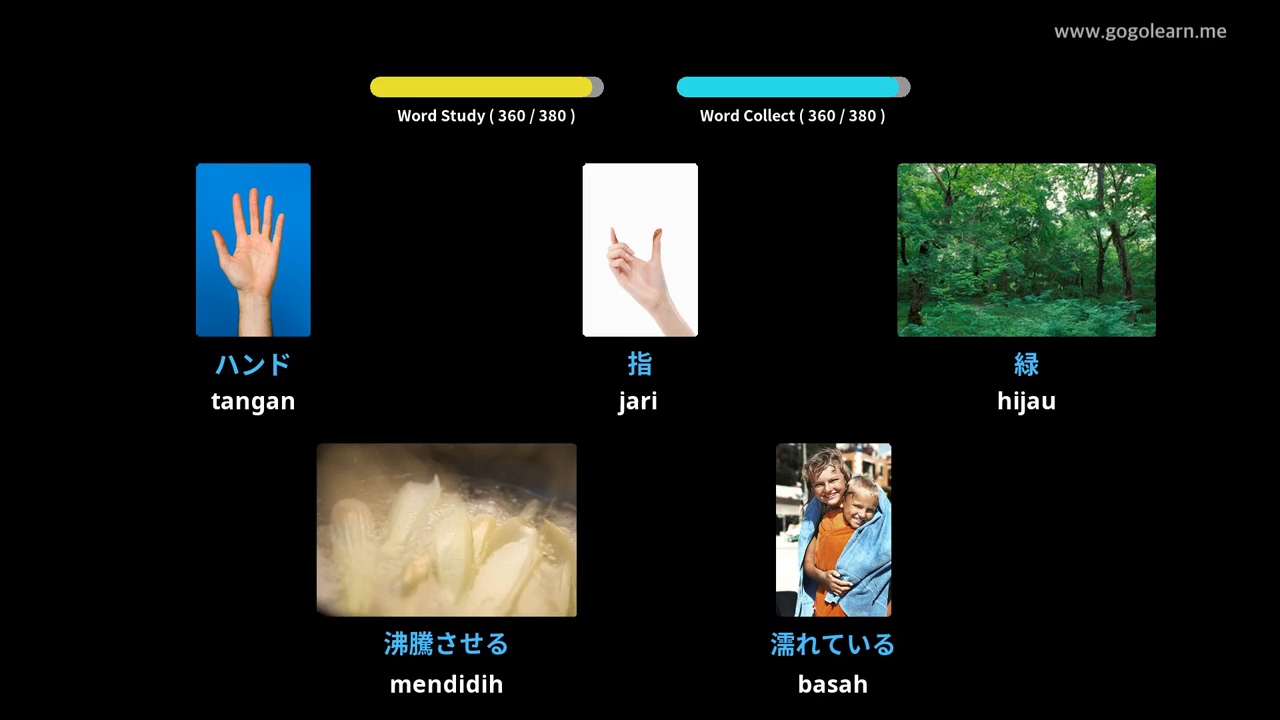 www.gogolearn.me
Word Study ( 360 / 380 )
Word Collect ( 360 / 380 )
ハンド
tangan
指
jari
緑
hijau
沸騰させる
mendidih
濡れている
basah